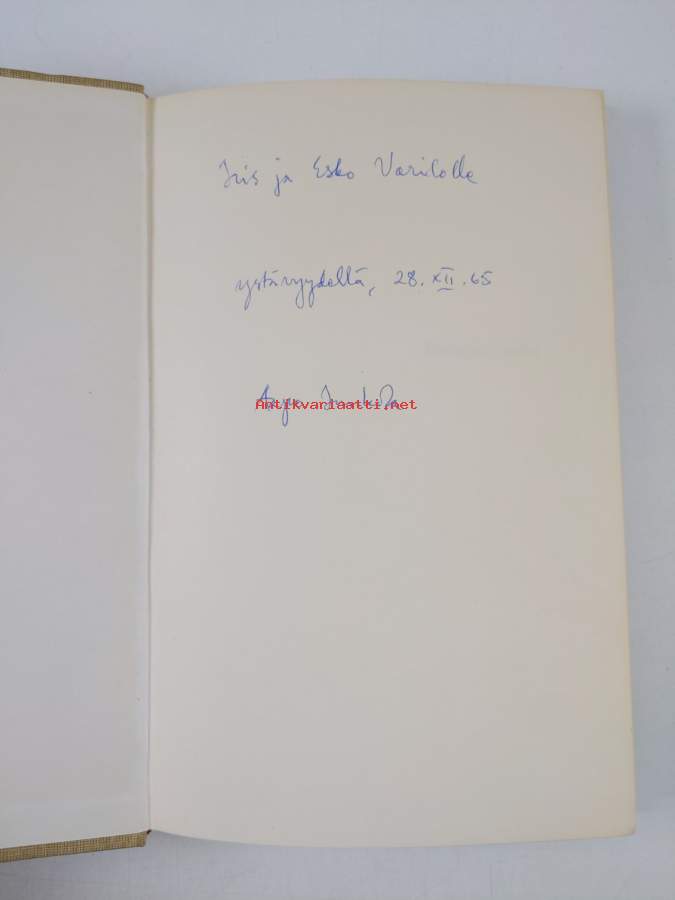 Iris ja Esko Varilolle
ystävyydellä, 28.XII.65
Antikvariaatti.net